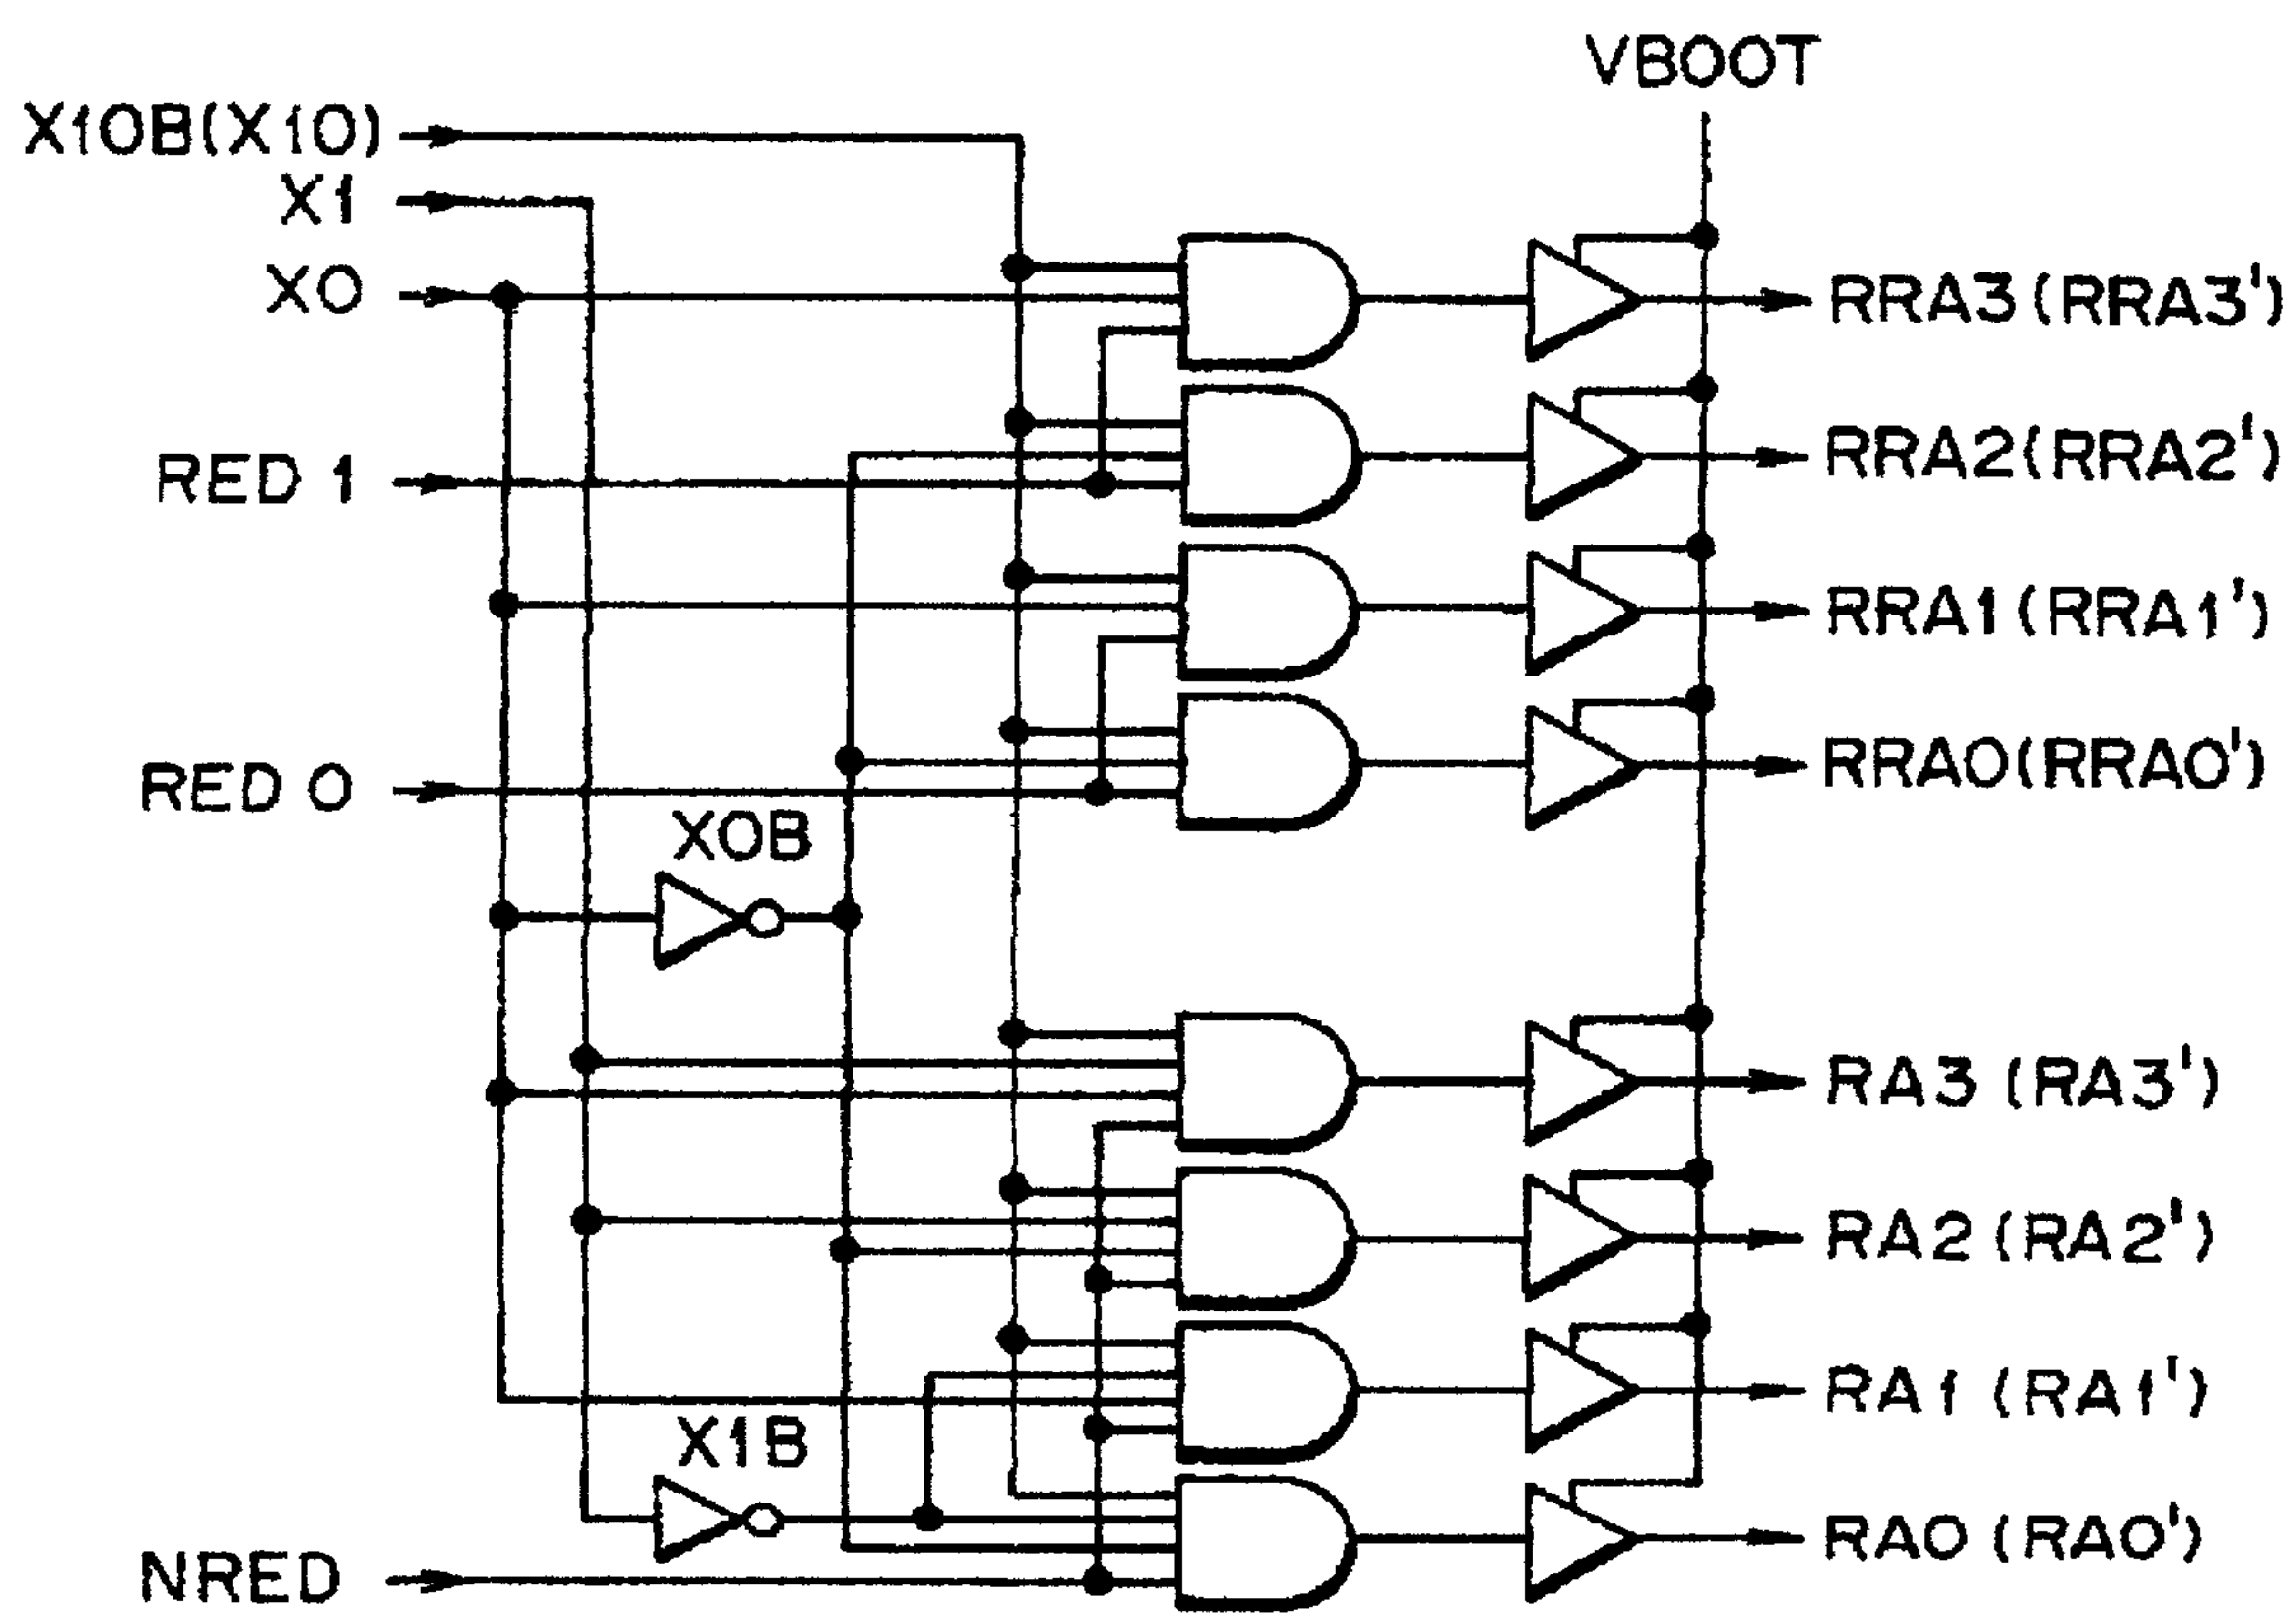 VBOOT
X10B(X10)
X1
X0
RED 1
RED 0
X0B
X1B
NRED
RRA3(RRA3')
RRA2(RRA2')
RRA1(RRA1')
RRA0(RRA0')
RA3 (RA3')
RA2 (RA2')
RA1 (RA1')
RA0 (RA0')